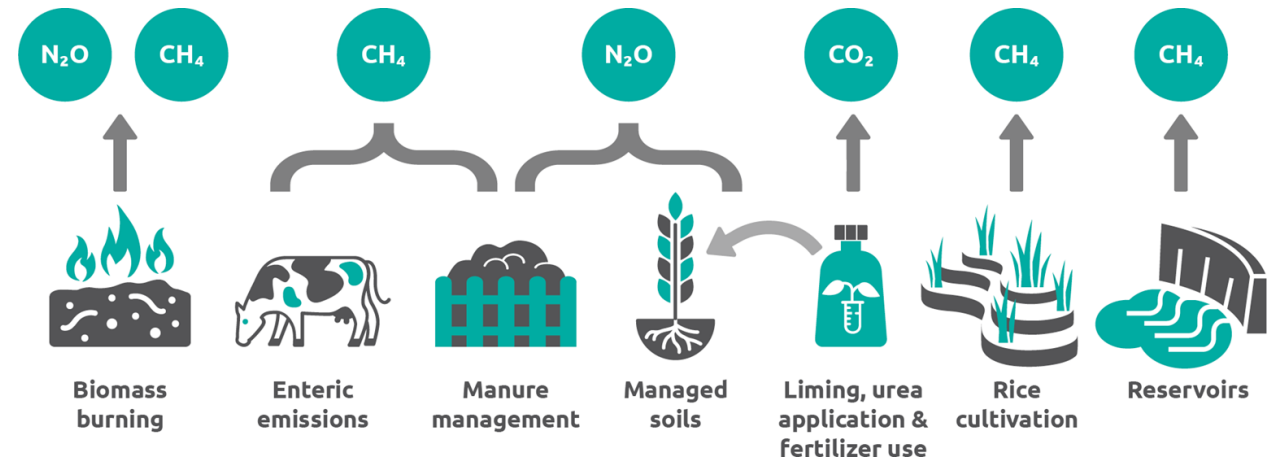 N₂O
CH₄
CH₄
N₂O
CO₂
CH₄
CH₄
Biomass
burning
Enteric
emissions
Manure
management
Managed
soils
Liming, urea
application &
fertilizer use
Rice
cultivation
Reservoirs